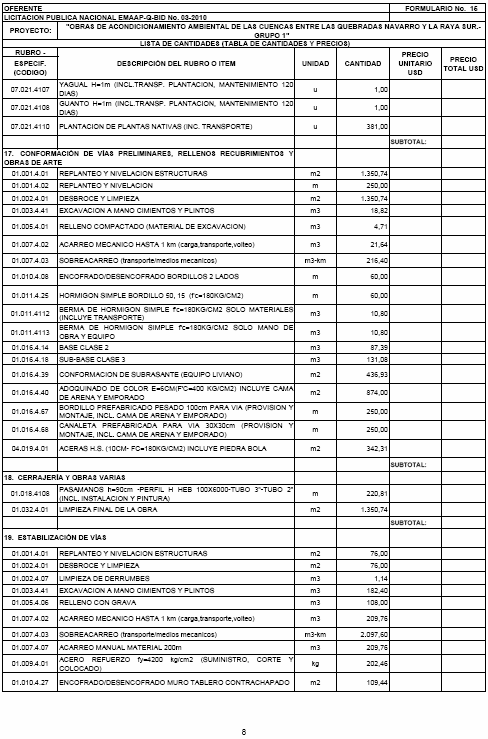 OFERENTE FORMULARIO No. 16
LICITACION PUBLICA NACIONAL EMAAP-Q-BID No. 03-2010
PROYECTO: "OBRAS DE ACONDICIONAMIENTO AMBIENTAL DE LAS CUENCAS ENTRE LAS QUEBRADAS NAVARRO Y LA RAYA SUR.-
GRUPO 1"
LISTA DE CANTIDADES (TABLA DE CANTIDADES Y PRECIOS)
RUBRO - ESPECIF. (CODIGO) DESCRIPCIÓN DEL RUBRO O ITEM UNIDAD CANTIDAD PRECIO UNITARIO USD PRECIO TOTAL USD
07.021.4107 YAGUAL H=1m (INCL.TRANSP. PLANTACION, MANTENIMIENTO 120 DIAS) u 1,00
07.021.4108 GUANTO H=1m (INCL.TRANSP. PLANTACION, MANTENIMIENTO 120 DIAS) u 1,00
07.021.4110 PLANTACION DE PLANTAS NATIVAS (INC. TRANSPORTE) u 381,00
SUBTOTAL:
17. CONFORMACIÓN DE VÍAS PRELIMINARES, RELLENOS RECUBRIMIENTOS Y
OBRAS DE ARTE
01.001.4.01 REPLANTEO Y NIVELACION ESTRUCTURAS m2 1.350,74
01.001.4.02 REPLANTEO Y NIVELACION m 250,00
01.002.4.01 DESBROCE Y LIMPIEZA m2 1.350,74
01.003.4.41 EXCAVACION A MANO CIMIENTOS Y PLINTOS m3 18,82
01.005.4.01 RELLENO COMPACTADO (MATERIAL DE EXCAVACION) m3 4,71
01.007.4.02 ACARREO MECANICO HASTA 1 km (carga,transporte,volteo) m3 21,64
01.007.4.03 SOBREACARREO (transporte/medios mecanicos) m3-km 216,40
01.010.4.08 ENCOFRADO/DESENCOFRADO BORDILLOS 2 LADOS m 60,00
01.011.4.25 HORMIGON SIMPLE BORDILLO 50, 15 (f'c=180KG/CM2) m 60,00
01.011.4112 BERMA DE HORMIGON SIMPLE f'c=180KG/CM2 SOLO MATERIALES (INCLUYE TRANSPORTE) m3 10,80
01.011.4113 BERMA DE HORMIGON SIMPLE f'c=180KG/CM2 SOLO MANO DE OBRA Y EQUIPO m3 10,80
01.016.4.14 BASE CLASE 2 m3 87,39
01.016.4.18 SUB-BASE CLASE 3 m3 131,08
01.016.4.39 CONFORMACION DE SUBRASANTE (EQUIPO LIVIANO) m2 436,93
01.016.4.40 ADOQUINADO DE COLOR E=6CM(F'C=400 KG/CM2) INCLUYE CAMA DE ARENA Y EMPORADO m2 874,00
01.016.4.67 BORDILLO PREFABRICADO PESADO 100cm PARA VIA (PROVISION Y MONTAJE, INCL. CAMA DE ARENA Y EMPORADO) m 250,00
01.016.4.68 CANALETA PREFABRICADA PARA VIA 30X30cm (PROVISION Y MONTAJE, INCL. CAMA DE ARENA Y EMPORADO) m 250,00
04.019.4.01 ACERAS H.S. (10CM- FC=180KG/CM2) INCLUYE PIEDRA BOLA m2 342,31
SUBTOTAL:
18. CERRAJERÍA Y OBRAS VARIAS
01.018.4108 PASAMANOS h=90cm -PERFIL H HEB 100X6000-TUBO 3"-TUBO 2" (INCL. INSTALACION Y PINTURA) m 220,81
01.032.4.01 LIMPIEZA FINAL DE LA OBRA m2 1.350,74
SUBTOTAL:
19. ESTABILIZACIÓN DE VÍAS
01.001.4.01 REPLANTEO Y NIVELACION ESTRUCTURAS m2 76,00
01.002.4.01 DESBROCE Y LIMPIEZA m2 76,00
01.002.4.07 LIMPIEZA DE DERRUMBES m3 1,14
01.003.4.41 EXCAVACION A MANO CIMIENTOS Y PLINTOS m3 182,40
01.005.4.06 RELLENO CON GRAVA m3 108,00
01.007.4.02 ACARREO MECANICO HASTA 1 km (carga,transporte,volteo) m3 209,76
01.007.4.03 SOBREACARREO (transporte/medios mecanicos) m3-km 2.097,60
01.007.4.07 ACARREO MANUAL MATERIAL 200m m3 209,76
01.009.4.01 ACERO REFUERZO fy=4200 kg/cm2 (SUMINISTRO, CORTE Y COLOCADO) kg 202,46
01.010.4.27 ENCOFRADO/DESENCOFRADO MURO TABLERO CONTRACHAPADO m2 109,44
8